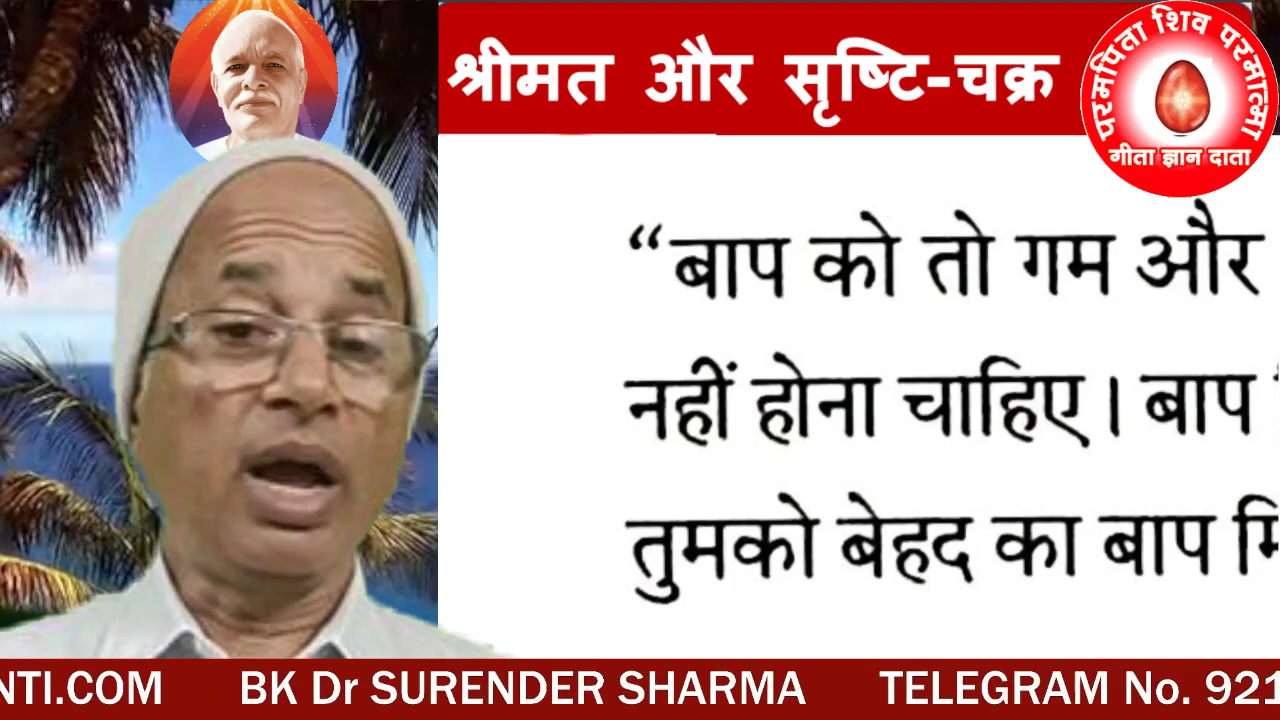 श्रीमत और सृष्टि-चक्र
परमपिता शिव परमात्मा
गीता ज्ञान दाता
“बाप को तो गम और
नहीं होना चाहिए। बाप
तुमको बेहद का बाप
NTI.COM BK Dr SURENDER SHARMA TELEGRAM No. 921